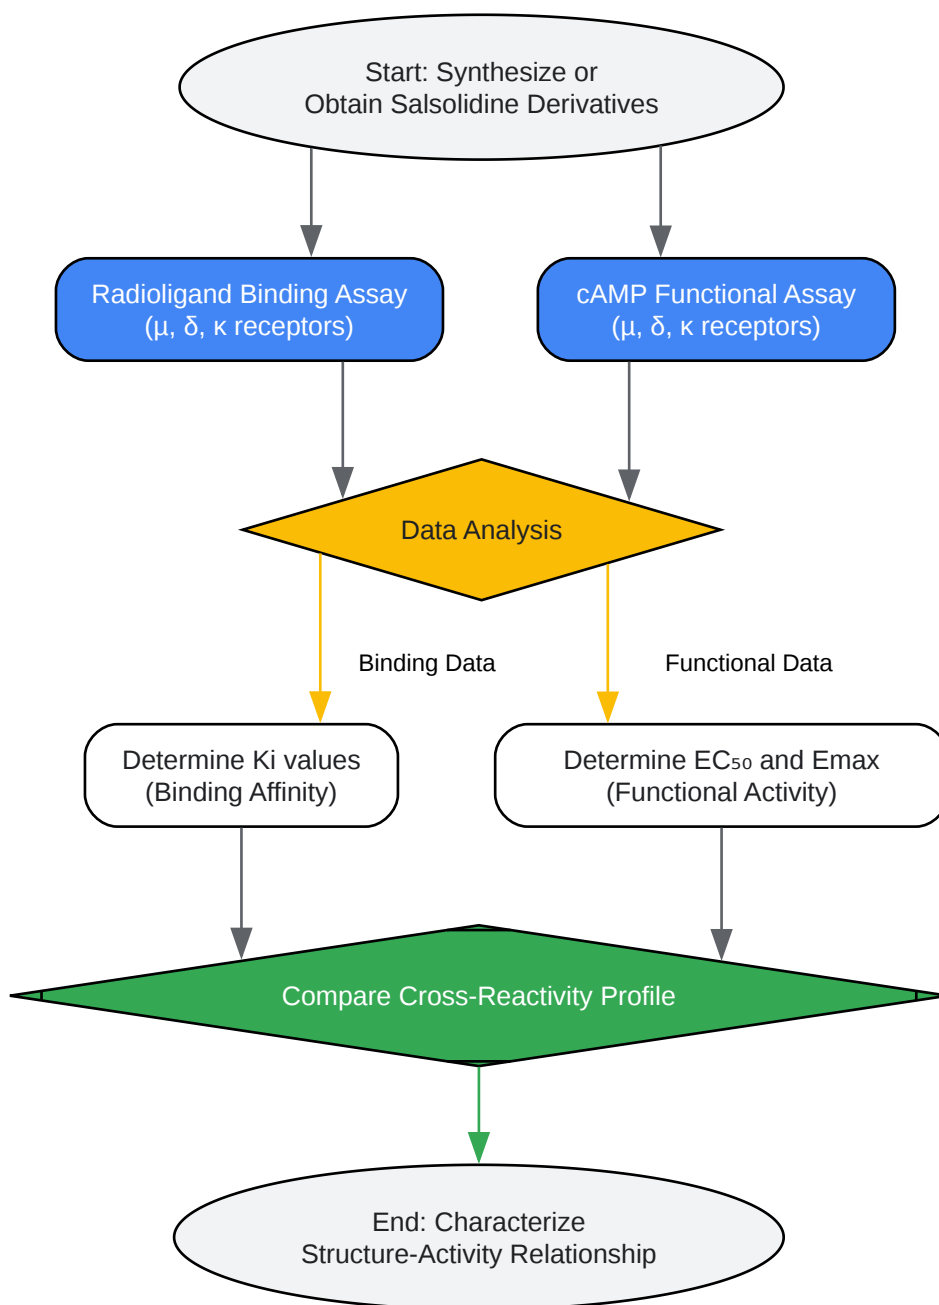 Start: Synthesize or
Obtain Salsolidine Derivatives
Radioligand Binding Assay
(μ, δ, κ receptors)
cAMP Functional Assay
(μ, δ, κ receptors)
Data Analysis
Binding Data
Functional Data
Determine Ki values
(Binding Affinity)
Determine EC₅₀ and Emax
(Functional Activity)
Compare Cross-Reactivity Profile
End: Characterize
Structure-Activity Relationship